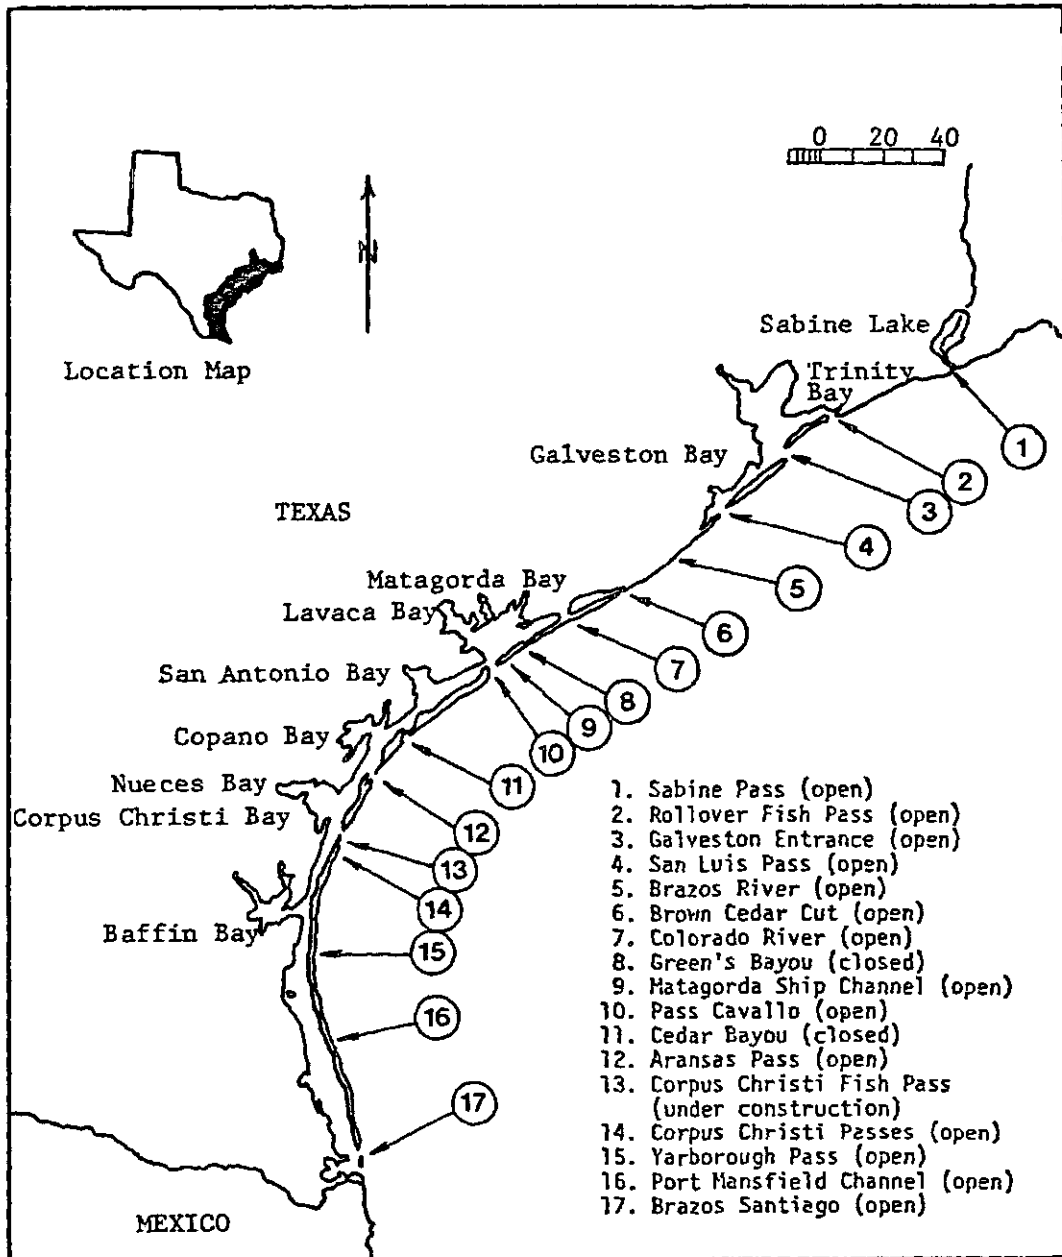 0 20 40
N
Location Map
Sabine Lake
Trinity
Bay
Galveston Bay
TEXAS
Matagorda Bay
Lavaca Bay
San Antonio Bay
Copano Bay
Nueces Bay
Corpus Christi Bay
Baffin Bay
MEXICO
1
2
3
4
5
6
7
8
9
10
11
12
13
14
15
16
17
1. Sabine Pass (open)
2. Rollover Fish Pass (open)
3. Galveston Entrance (open)
4. San Luis Pass (open)
5. Brazos River (open)
6. Brown Cedar Cut (open)
7. Colorado River (open)
8. Green's Bayou (closed)
9. Matagorda Ship Channel (open)
10. Pass Cavallo (open)
11. Cedar Bayou (closed)
12. Aransas Pass (open)
13. Corpus Christi Fish Pass
(under construction)
14. Corpus Christi Passes (open)
15. Yarborough Pass (open)
16. Port Mansfield Channel (open)
17. Brazos Santiago (open)